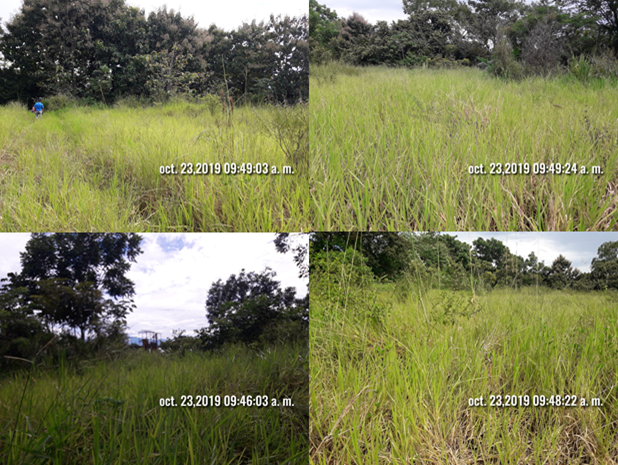 oct. 23,2019 09:49:03 a. m.
oct. 23,2019 09:49:24 a. m.
oct. 23,2019 09:46:03 a. m.
oct. 23,2019 09:48:22 a. m.